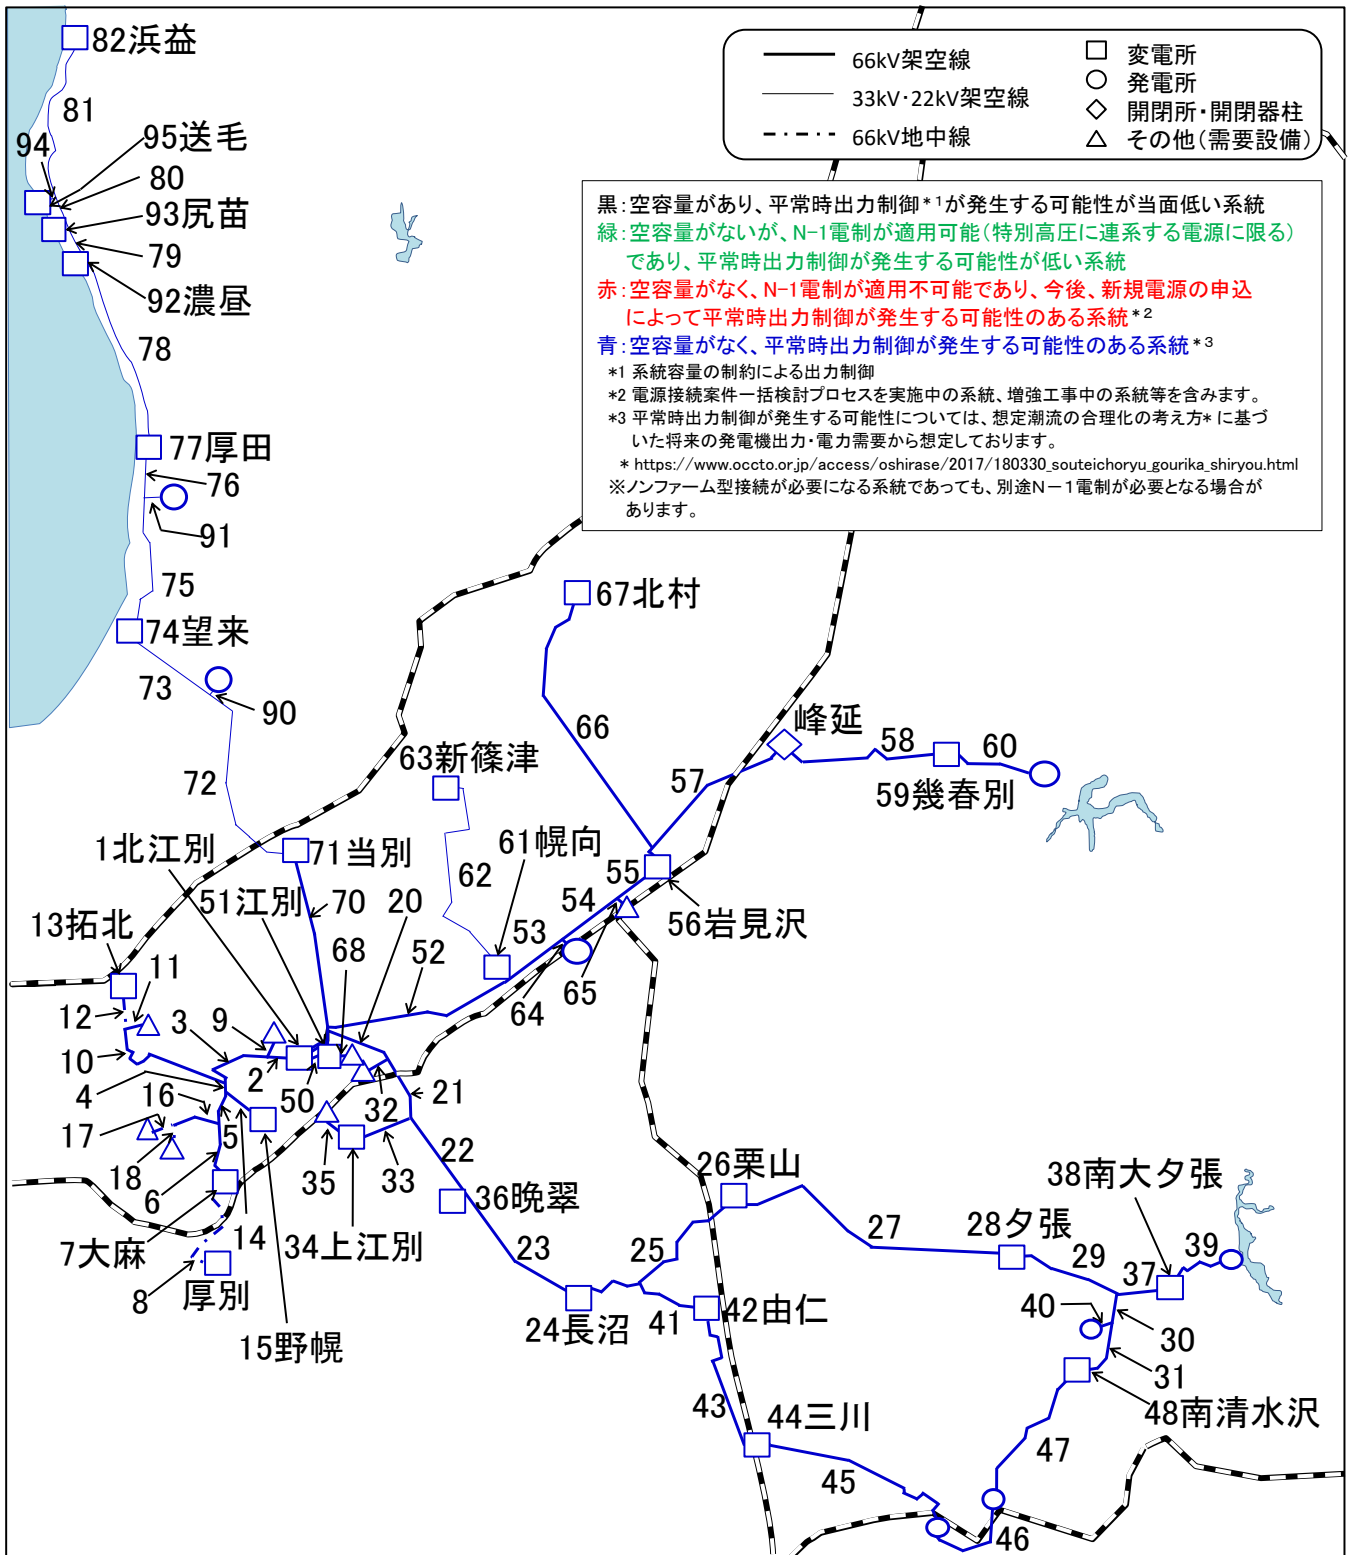 82浜益
66kV架空線
変電所
発電所
33kV・22kV架空線
開閉所・開閉器柱
66kV地中線
その他(需要設備)
81
94
95送毛
80
93尻苗
79
92濃昼
78
黒:空容量があり、平常時出力制御*1が発生する可能性が当面低い系統
緑:空容量がないが、N-1電制が適用可能(特別高圧に連系する電源に限る)
であり、平常時出力制御が発生する可能性が低い系統
赤:空容量がなく、N-1電制が適用不可能であり、今後、新規電源の申込
によって平常時出力制御が発生する可能性のある系統*2
青:空容量がなく、平常時出力制御が発生する可能性のある系統*3
*1 系統容量の制約による出力制御
*2 電源接続案件一括検討プロセスを実施中の系統、増強工事中の系統等を含みます。
*3 平常時出力制御が発生する可能性については、想定潮流の合理化の考え方* に基づ
いた将来の発電機出力・電力需要から想定しております。
* https://www.occto.or.jp/access/oshirase/2017/180330_souteichoryu_gourika_shiryou.html
※ノンファーム型接続が必要になる系統であっても、別途N-1電制が必要となる場合が
あります。
77厚田
76
91
75
74望来
73
90
72
67北村
66
峰延
58
60
57
59幾春別
63新篠津
62
61幌向
55
54
56岩見沢
53
65
64
52
1北江別
71当別
51江別
70
20
68
13拓北
11
12
3
9
10
2
50
4
16
17
5
18
6
14
32
21
35
33
22
7大麻
34上江別
36晩翠
8
厚別
15野幌
23
24長沼
25
26栗山
27
28夕張
29
38南大夕張
39
37
40
30
31
41
42由仁
43
44三川
45
46
47
48南清水沢